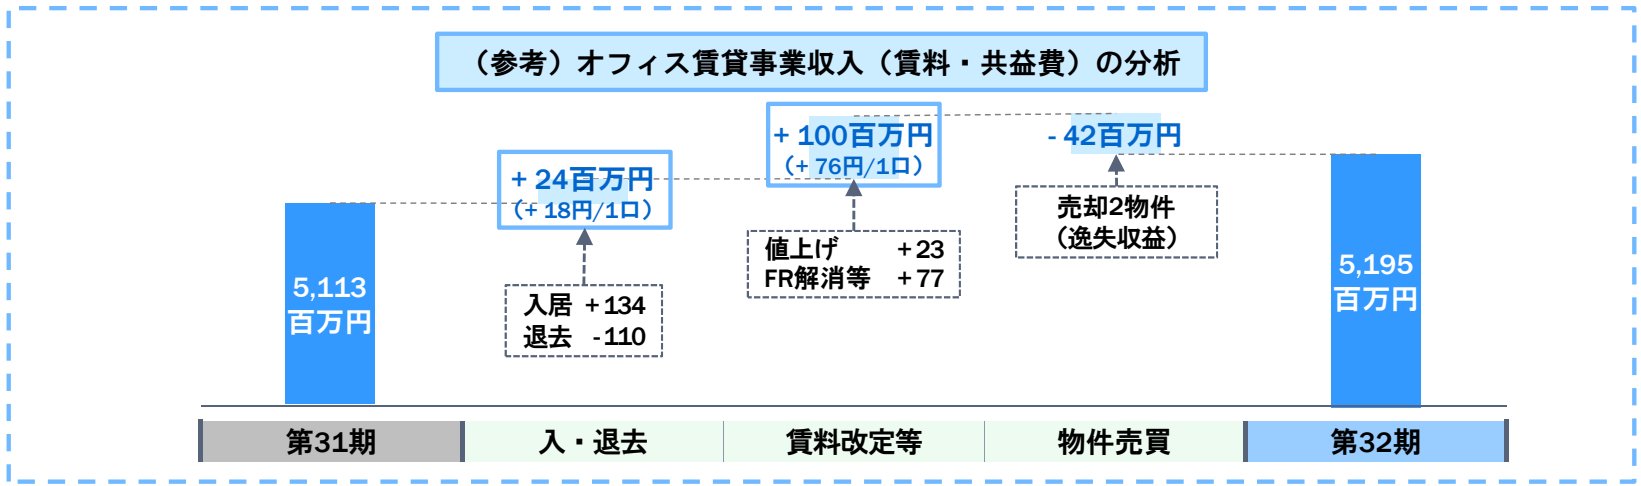 （参考）オフィス賃貸事業収入（賃料・共益費）の分析
5,113
百万円
+ 24百万円
（+ 18円/1口）
入居 +134
退去 -110
+ 100百万円
（+ 76円/1口）
値上げ +23
FR解消等 +77
- 42百万円
売却2物件
（逸失収益）
5,195
百万円
第31期
入・退去
賃料改定等
物件売買
第32期